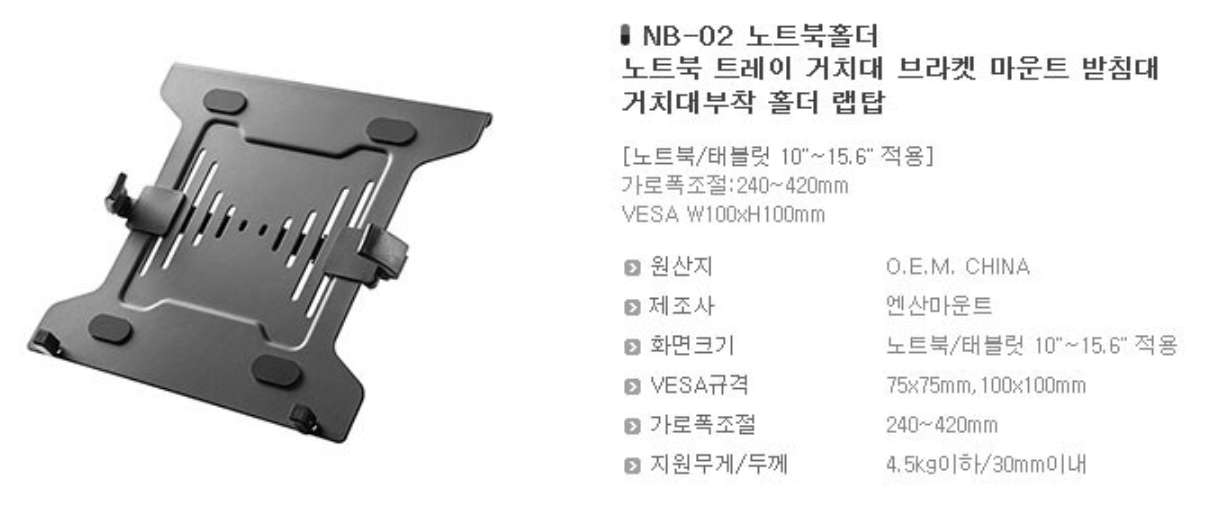 NB-02 노트북홀더
노트북 트레이 거치대 브라켓 마운트 받침대
거치대부착 홀더 랩탑
[노트북/태블릿 10"~15.6" 적용]
가로폭조절:240~420mm
VESA W100xH100mm
원산지 O.E.M. CHINA
제조사 엔산마운트
화면크기 노트북/태블릿 10"~15.6" 적용
VESA규격 75x75mm, 100x100mm
가로폭조절 240~420mm
지원무게/두께 4.5kg이하/30mm이내